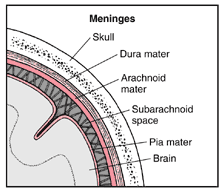 Meninges
Skull
Dura mater
Arachnoid
mater
Subarachnoid
space
Pia mater
Brain